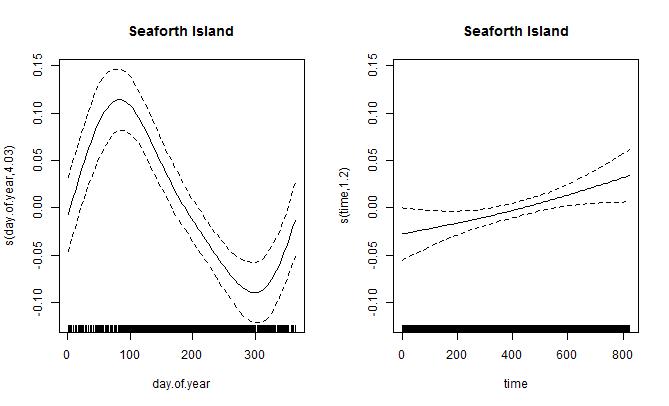 Seaforth Island
s(day.of.year,4.03)
0.15
0.10
0.05
0.00
-0.05
-0.10
0 100 200 300
day.of.year
Seaforth Island
s(time,1.2)
0.15
0.10
0.05
0.00
-0.05
-0.10
0 200 400 600 800
time